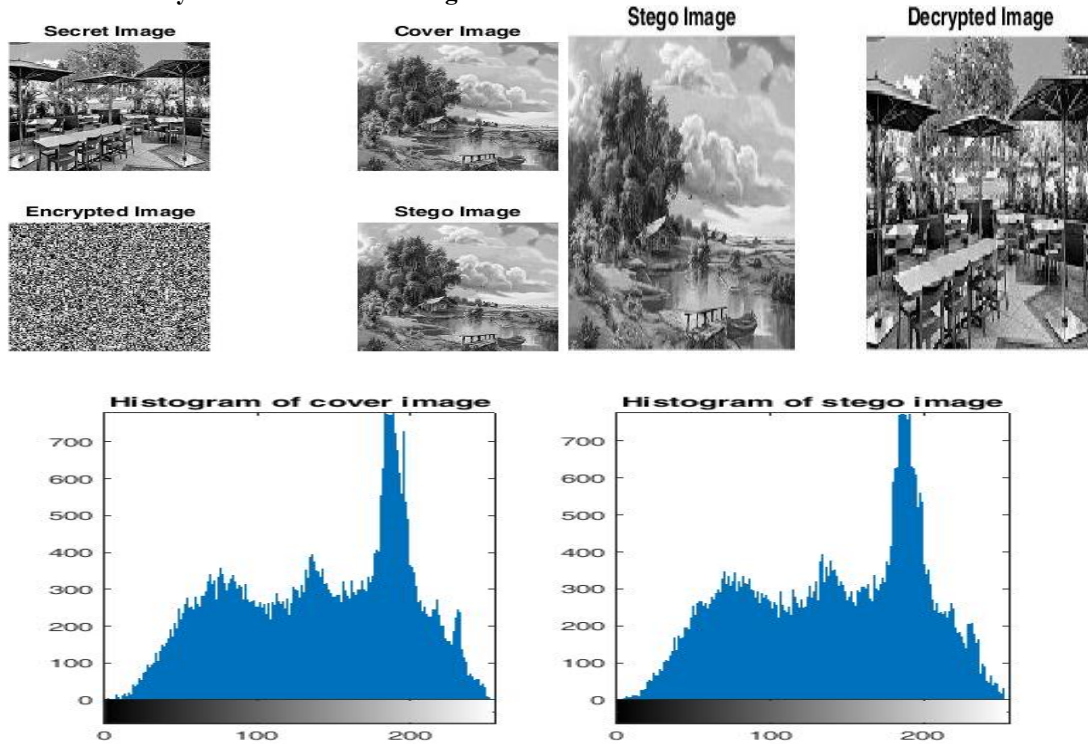 Secret Image
Cover Image
Stego Image
Decrypted Image
Encrypted Image
Stego Image
Histogram of cover image
Histogram of stego image
700
600
500
400
300
200
100
0
0
100
200
700
600
500
400
300
200
100
0
0
100
200